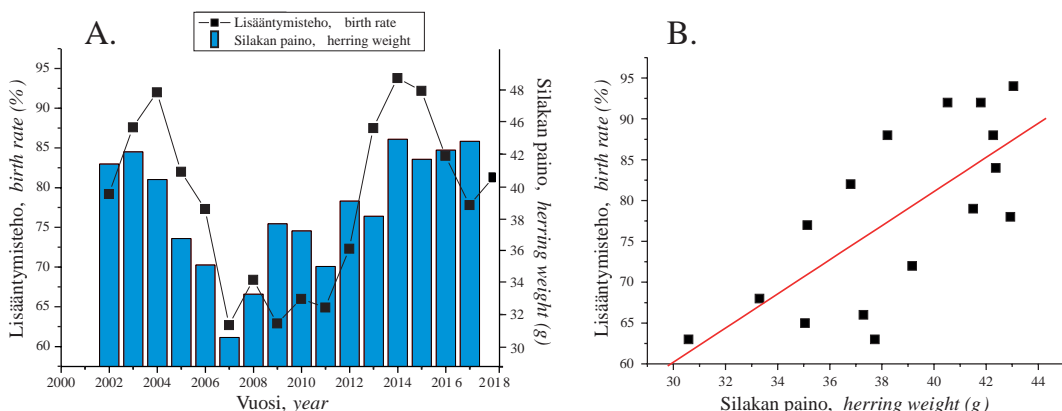 A.
Lisääntymisteho, birth rate
Silakan paino, herring weight
Lisääntymisteho, birth rate (%)
95
90
85
80
75
70
65
60
2000 2002 2004 2006 2008 2010 2012 2014 2016 2018
Vuosi, year
48
46
44
42
40
38
36
34
32
30
Silakan paino, herring weight (g)
B.
Lisääntymisteho, birth rate (%)
95
90
85
80
75
70
65
60
30 32 34 36 38 40 42 44
Silakan paino, herring weight (g)